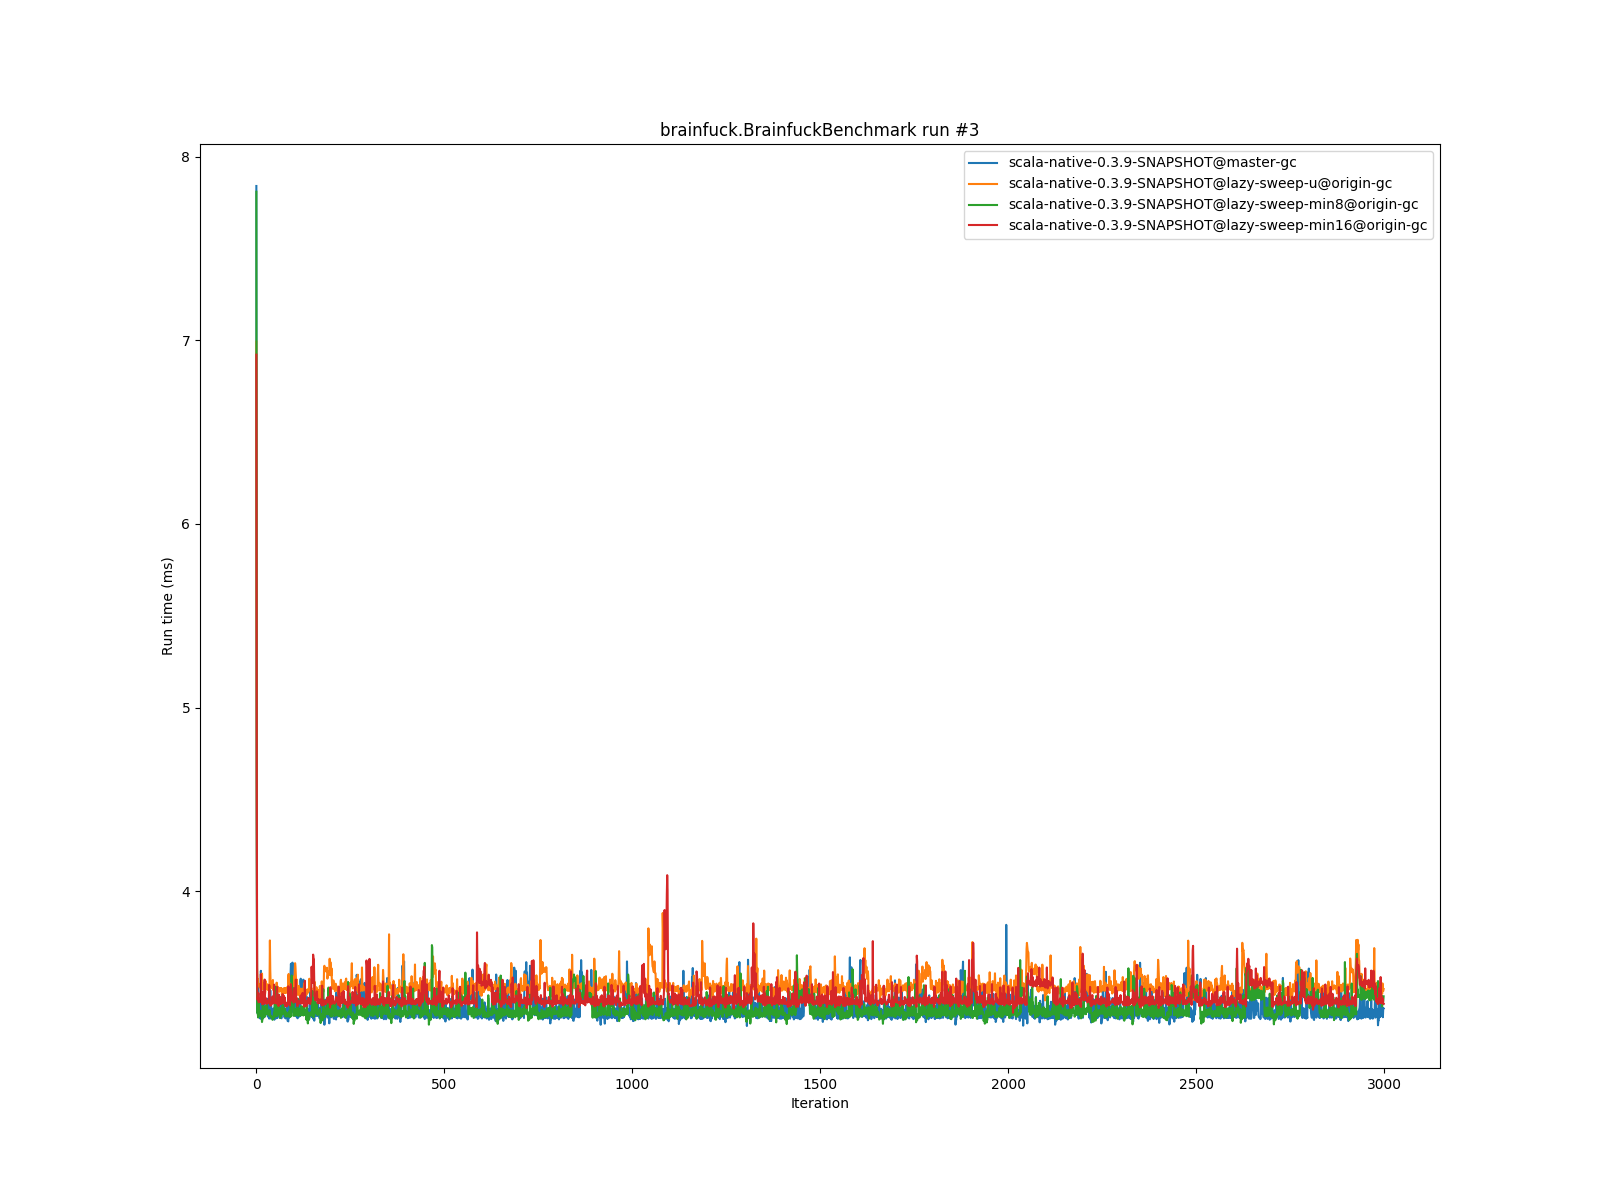 brainfuck.BrainfuckBenchmark run #3
scala-native-0.3.9-SNAPSHOT@master-gc
scala-native-0.3.9-SNAPSHOT@lazy-sweep-u@origin-gc
scala-native-0.3.9-SNAPSHOT@lazy-sweep-min8@origin-gc
scala-native-0.3.9-SNAPSHOT@lazy-sweep-min16@origin-gc
8
7
6
5
4
Run time (ms)
0 500 1000 1500 2000 2500 3000
Iteration